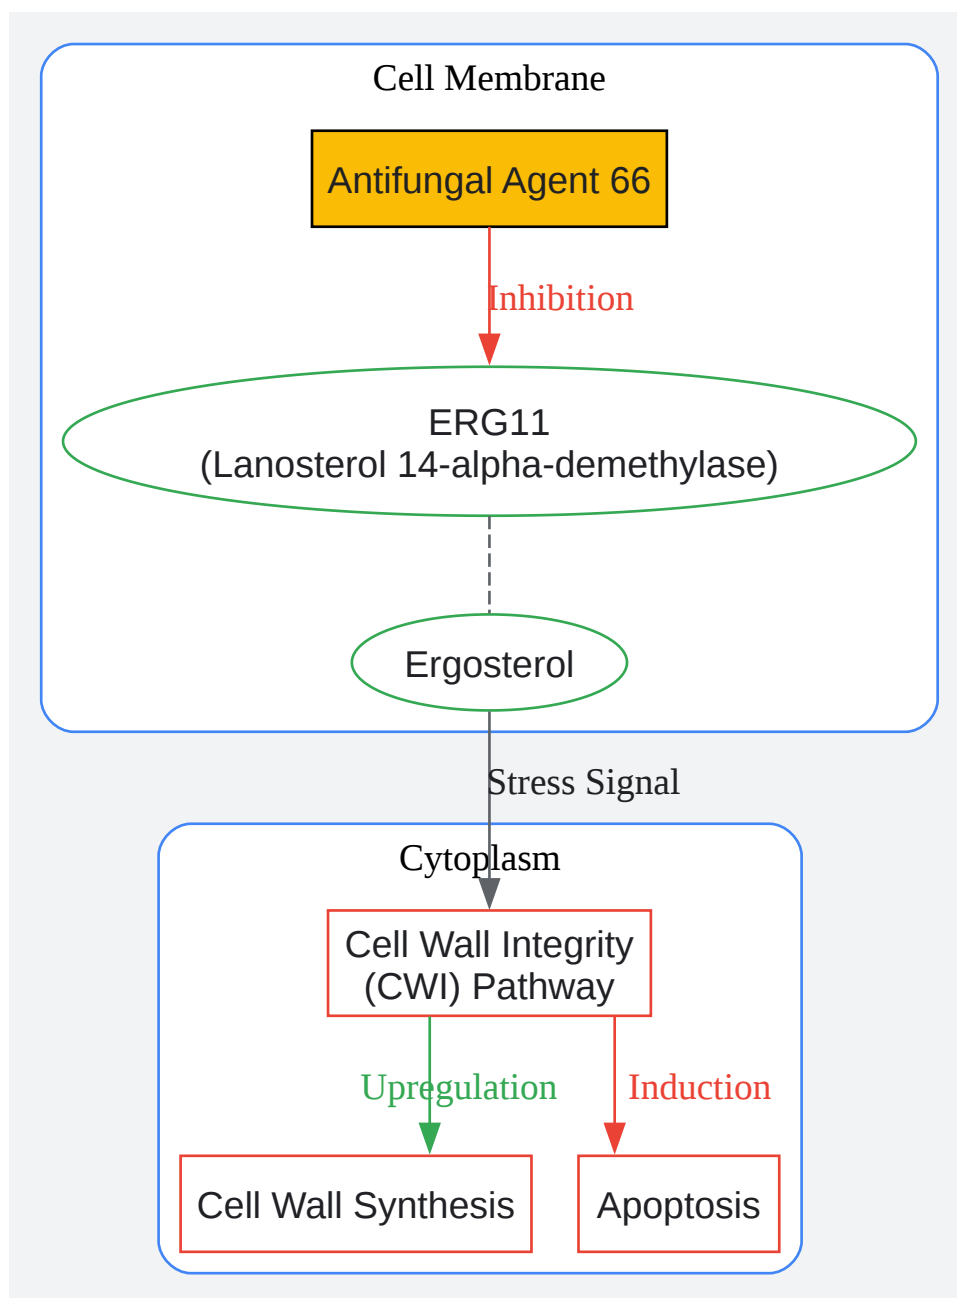 Cell Membrane
Antifungal Agent 66
Inhibition
ERG11
(Lanosterol 14-alpha-demethylase)
Ergosterol
Stress Signal
Cytoplasm
Cell Wall Integrity
(CWI) Pathway
Upregulation
Induction
Cell Wall Synthesis
Apoptosis